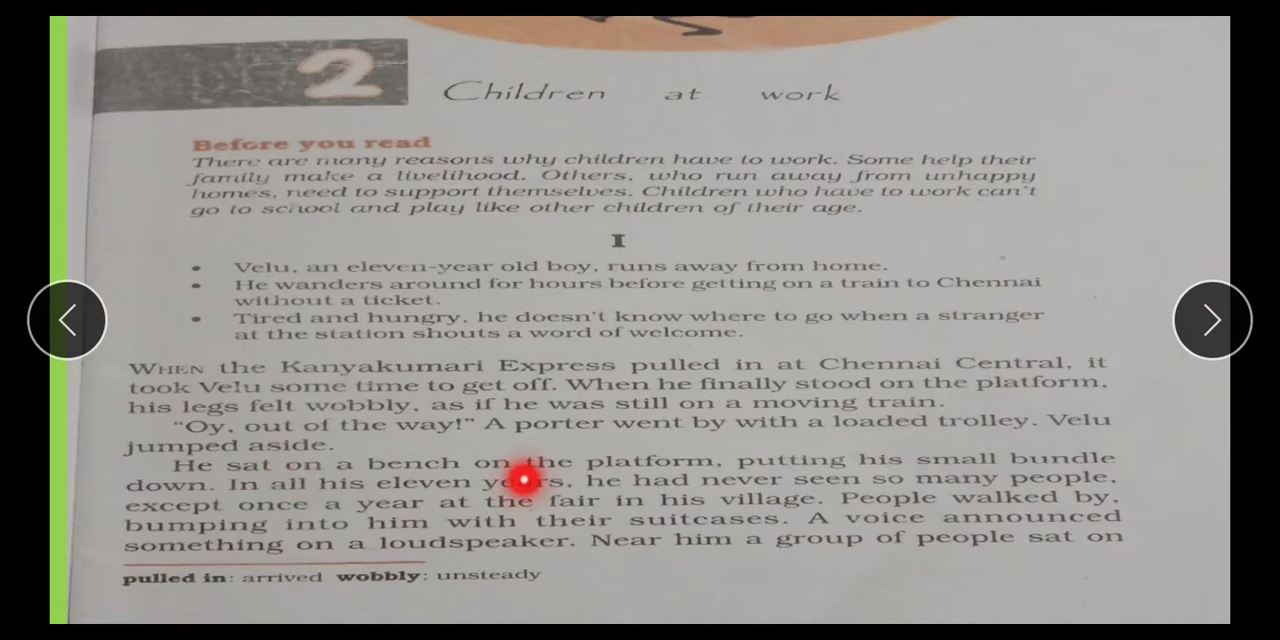 2
Children at work
Before you read
There are many reasons why children have to work. Some help their
family make a livelihood. Others, who run away from unhappy
homes, need to support themselves. Children who have to work can't
go to school and play like other children of their age.
I
• Velu, an eleven-year old boy, runs away from home.
• He wanders around for hours before getting on a train to Chennai
without a ticket.
• Tired and hungry, he doesn't know where to go when a stranger
at the station shouts a word of welcome.
WHEN the Kanyakumari Express pulled in at Chennai Central, it
took Velu some time to get off. When he finally stood on the platform,
his legs felt wobbly, as if he was still on a moving train.
"Oy, out of the way!" A porter went by with a loaded trolley. Velu
jumped aside.
He sat on a bench on the platform, putting his small bundle
down. In all his eleven years, he had never seen so many people,
except once a year at the fair in his village. People walked by,
bumping into him with their suitcases. A voice announced
something on a loudspeaker. Near him a group of people sat on
pulled in: arrived wobbly: unsteady